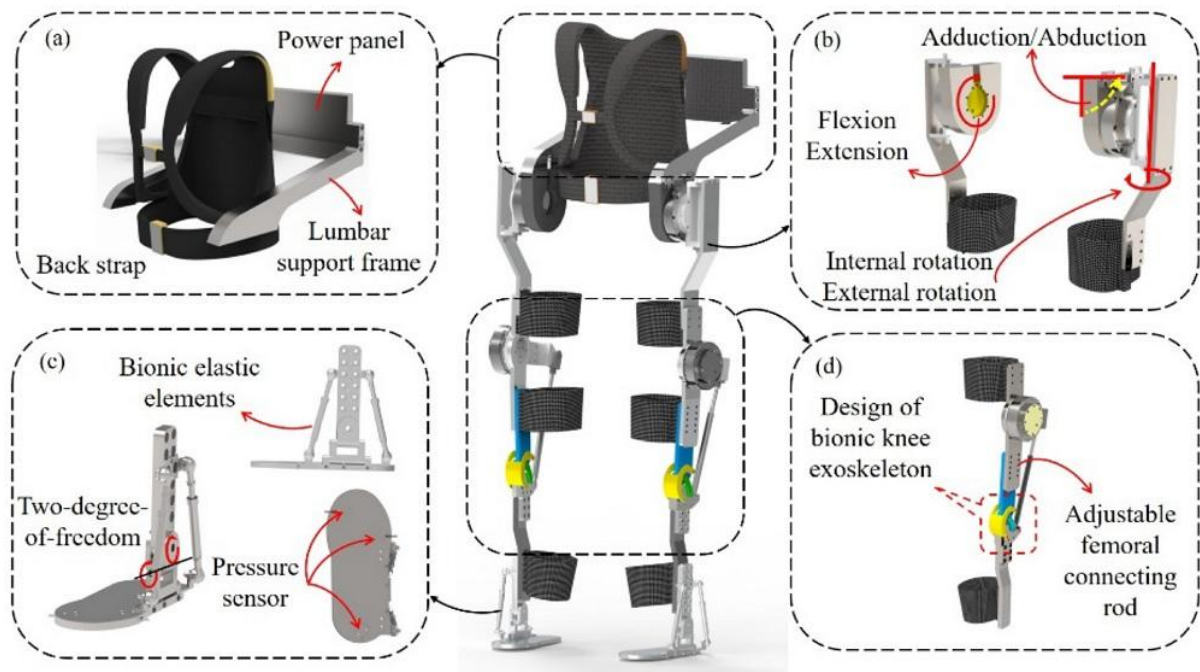 (a)
Power panel
Lumbar
support frame
Back strap
(b)
Adduction/Abduction
Flexion
Extension
Internal rotation
External rotation
(c)
Bionic elastic
elements
Two-degree-
of-freedom
Pressure
sensor
(d)
Design of
bionic knee
exoskeleton
Adjustable
femoral
connecting
rod